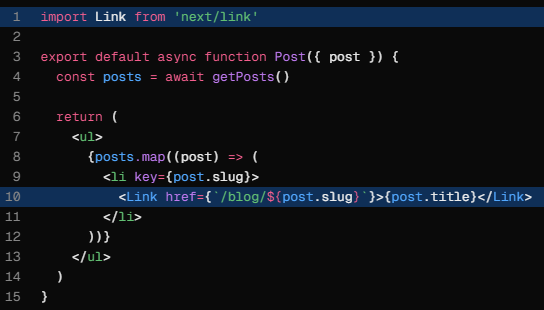 1 import Link from 'next/link'
2
3 export default async function Post({ post }) {
4   const posts = await getPosts()
5
6   return (
7     <ul>
8       {posts.map((post) => (
9         <li key={post.slug}>
10           <Link href={`/blog/${post.slug}`}>{post.title}</Link>
11         </li>
12       ))}
13     </ul>
14   )
15 }